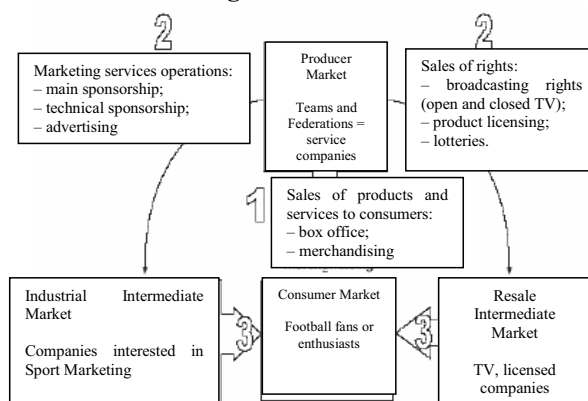 2
2
Marketing services operations:
– main sponsorship;
– technical sponsorship;
– advertising
Producer
Market
Teams and
Federations =
service
companies
Sales of rights:
– broadcasting rights
(open and closed TV);
– product licensing;
– lotteries.
1
Sales of products and
services to consumers:
– box office;
– merchandising
Industrial Intermediate
Market
Companies interested in
Sport Marketing
3
Consumer Market
Football fans or
enthusiasts
3
Resale
Intermediate
Market
TV, licensed
companies